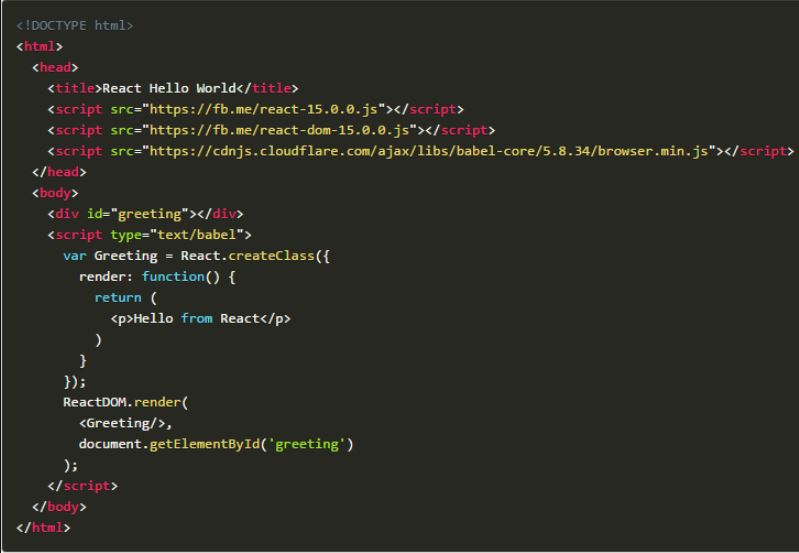 <!DOCTYPE html>
<html>
  <head>
    <title>React Hello World</title>
    <script src="https://fb.me/react-15.0.0.js"></script>
    <script src="https://fb.me/react-dom-15.0.0.js"></script>
    <script src="https://cdnjs.cloudflare.com/ajax/libs/babel-core/5.8.34/browser.min.js"></script>
  </head>
  <body>
    <div id="greeting"></div>
    <script type="text/babel">
      var Greeting = React.createClass({
        render: function() {
          return (
            <p>Hello from React</p>
          )
        }
      });
      ReactDOM.render(
        <Greeting/>,
        document.getElementById('greeting')
      );
    </script>
  </body>
</html>